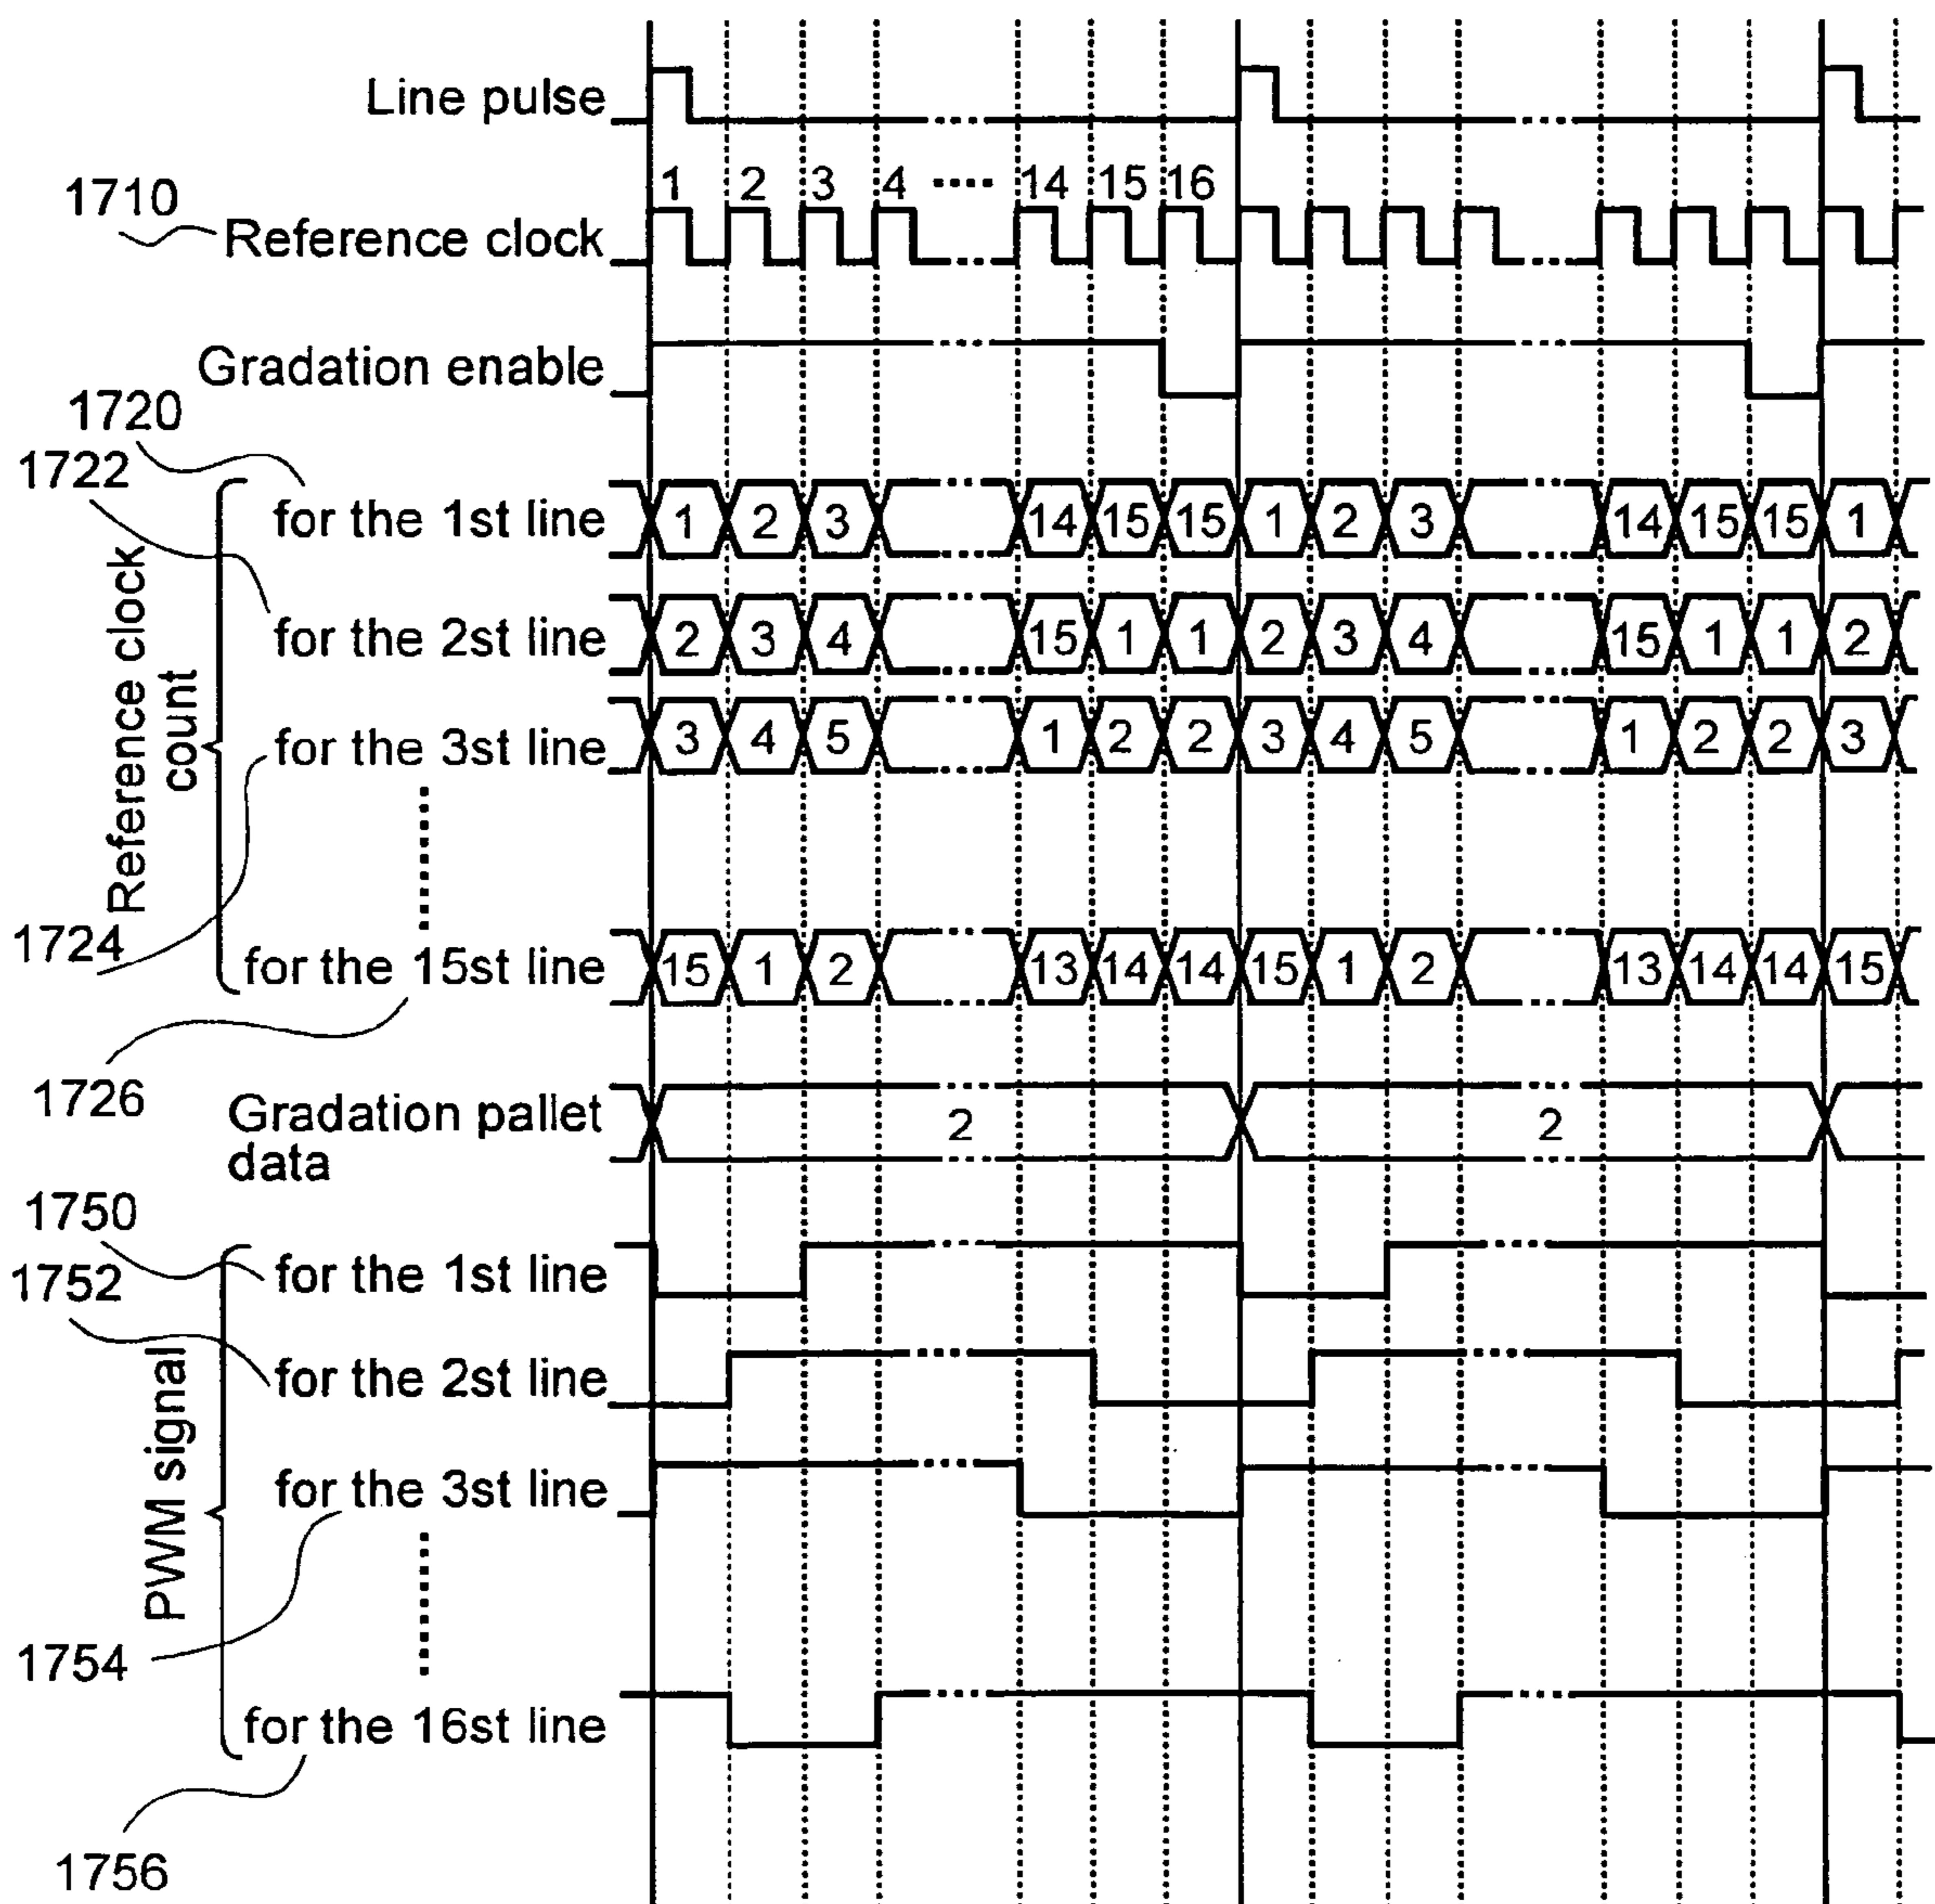 Line pulse
1 2 3 4 ···· 14 15 16
1710
Reference clock
Gradation enable
1720
1722
for the 1st line 1 2 3 14 15 15 1 2 3 14 15 15 1
for the 2st line 2 3 4 15 1 1 2 3 4 15 1 1 2
for the 3st line 3 4 5 1 2 2 3 4 5 1 2 2 3
Reference clock
count
1724
for the 15st line 15 1 2 13 14 14 15 1 2 13 14 14 15
1726
Gradation pallet
data
2 2
1750
for the 1st line
1752
for the 2st line
for the 3st line
PWM signal
1754
for the 16st line
1756